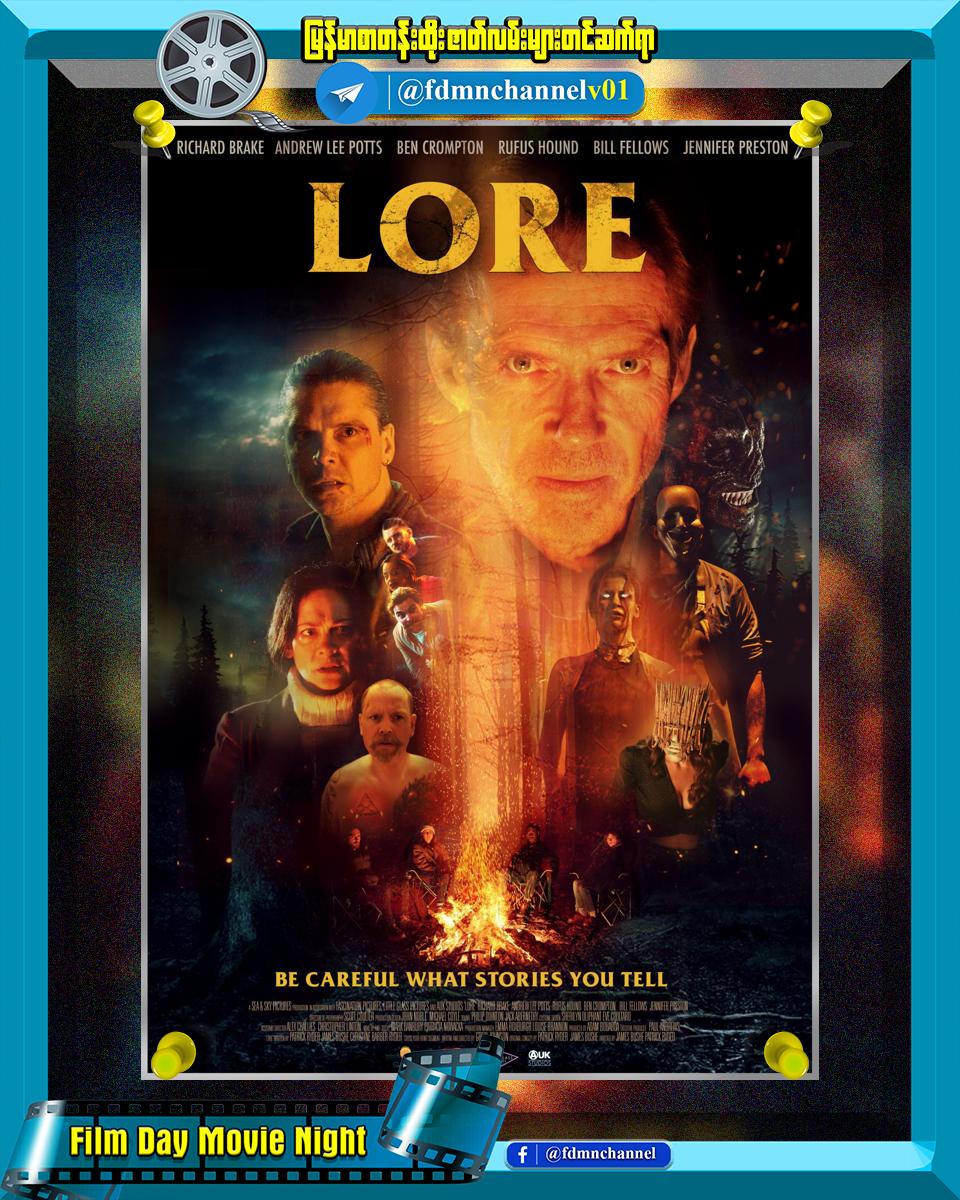 မြန်မာစာတန်းထိုးဇာတ်လမ်းများတင်ဆက်ရာ
@fdmnchannelv01
RICHARD BRAKE ANDREW LEE POTTS BEN CROMPTON RUFUS HOUND BILL FELLOWS JENNIFER PRESTON
LORE
BE CAREFUL WHAT STORIES YOU TELL
AUK
STUDIOS
Film Day Movie Night
@fdmnchannel